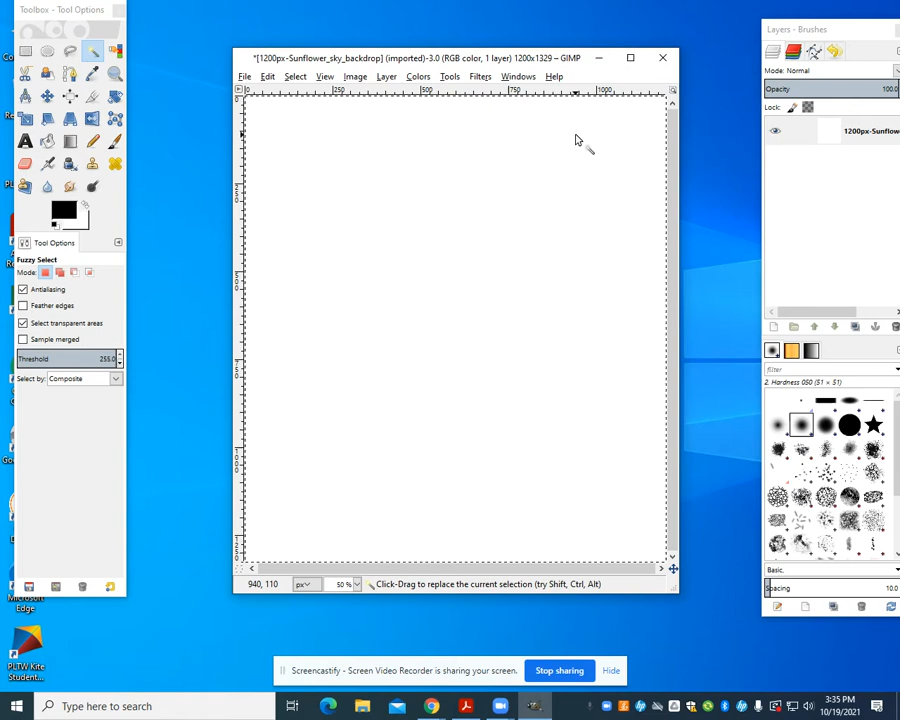 Toolbox - Tool Options
*[1200px-Sunflower_sky_backdrop] (imported)-3.0 (RGB color, 1 layer) 1200x1329 – GIMP
File Edit Select View Image Layer Colors Tools Filters Windows Help
0 250 500 750 1000
Layers - Brushes
Mode: Normal
Opacity 100.0
Lock:
1200px-Sunflow
Tool Options
Fuzzy Select
Mode:
Antialiasing
Feather edges
Select transparent areas
Sample merged
Threshold 255.0
Select by: Composite
filter
2. Hardness 050 (51 × 51)
Basic,
Spacing 10.0
940, 110 px 50 % Click-Drag to replace the current selection (try Shift, Ctrl, Alt)
Microsoft
Edge
PLTW Kite
Student...
Screencastify - Screen Video Recorder is sharing your screen. Stop sharing Hide
Type here to search
3:35 PM
10/19/2021